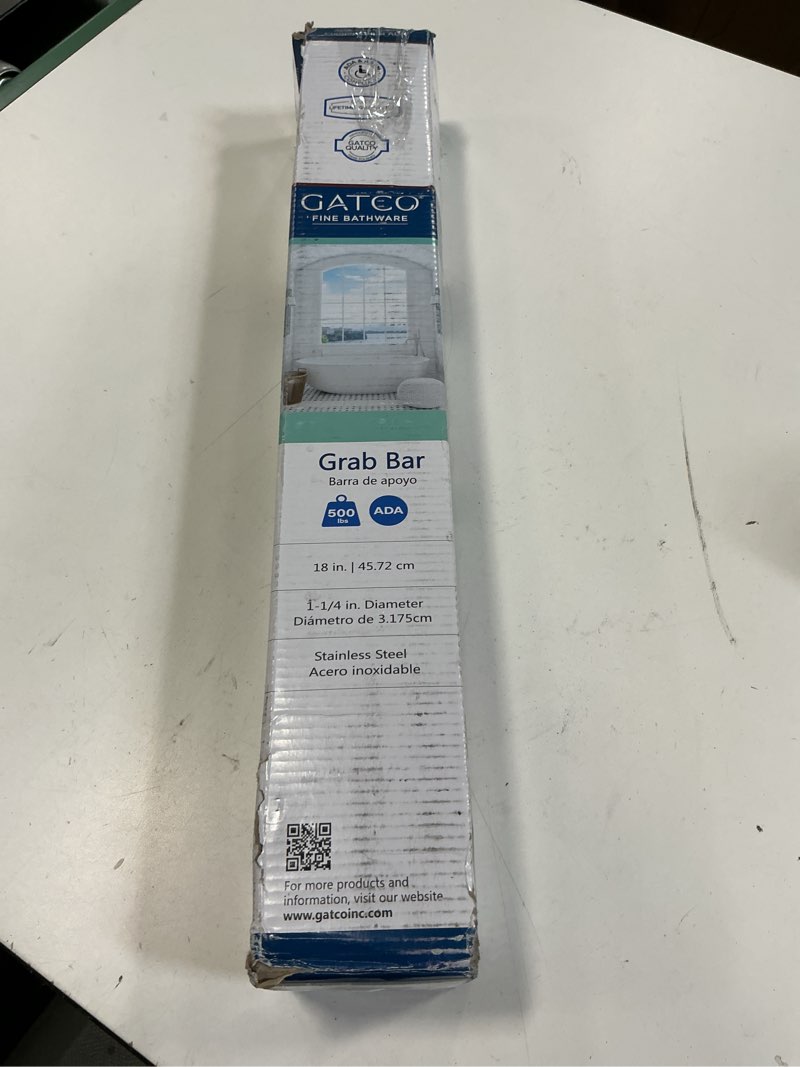 GATCO
QUALITY
GATCO
FINE BATHWARE
Grab Bar
Barra de apoyo
500
lbs
ADA
18 in. | 45.72 cm
1-1/4 in. Diameter
Diámetro de 3.175cm
Stainless Steel
Acero inoxidable
For more products and
information, visit our website
www.gatcoinc.com